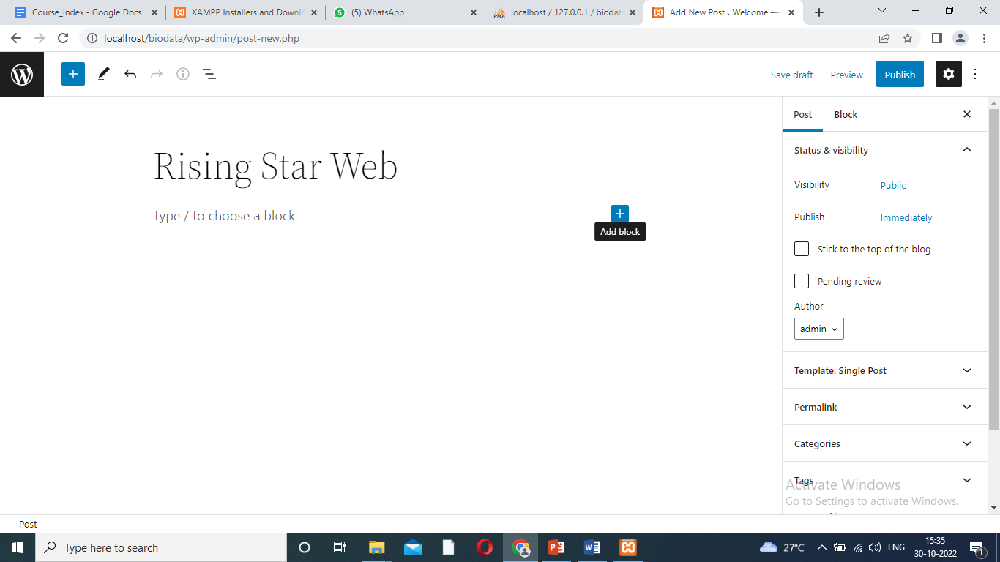 Course_index - Google Docs
XAMPP Installers and Downl
(5) WhatsApp
localhost / 127.0.0.1 / biodat
Add New Post ‹ Welcome —
localhost/biodata/wp-admin/post-new.php
Save draft
Preview
Publish
Post
Block
Status & visibility
Rising Star Web
Visibility
Public
Type / to choose a block
Publish
Immediately
Add block
Stick to the top of the blog
Pending review
Author
admin
Template: Single Post
Permalink
Categories
Tags
Activate Windows
Go to Settings to activate Windows.
Post
Type here to search
27°C
ENG
15:35
30-10-2022
1